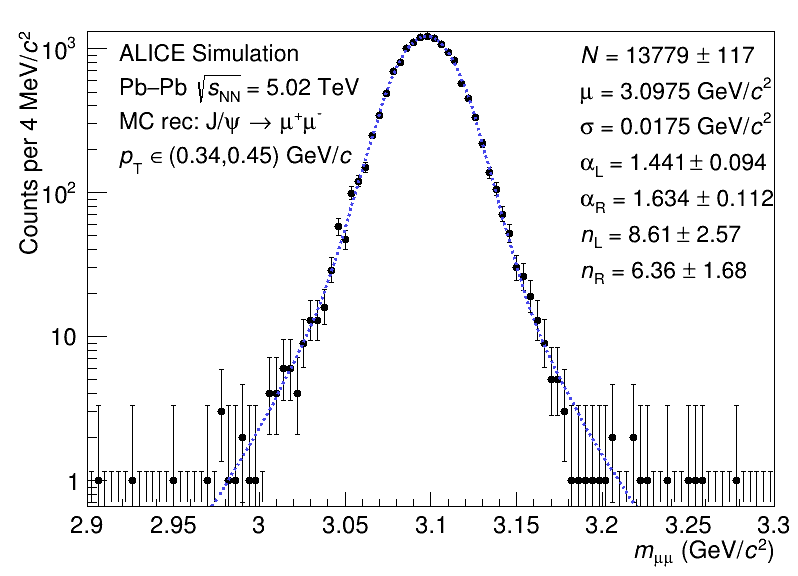 Counts per 4 MeV/c²
10³
10²
10
1
ALICE Simulation
Pb–Pb √sNN = 5.02 TeV
MC rec: J/ψ → μ⁺μ⁻
pT ∈ (0.34,0.45) GeV/c
N = 13779 ± 117
μ = 3.0975 GeV/c²
σ = 0.0175 GeV/c²
αL = 1.441 ± 0.094
αR = 1.634 ± 0.112
nL = 8.61 ± 2.57
nR = 6.36 ± 1.68
2.9 2.95 3 3.05 3.1 3.15 3.2 3.25 3.3
mμμ (GeV/c²)